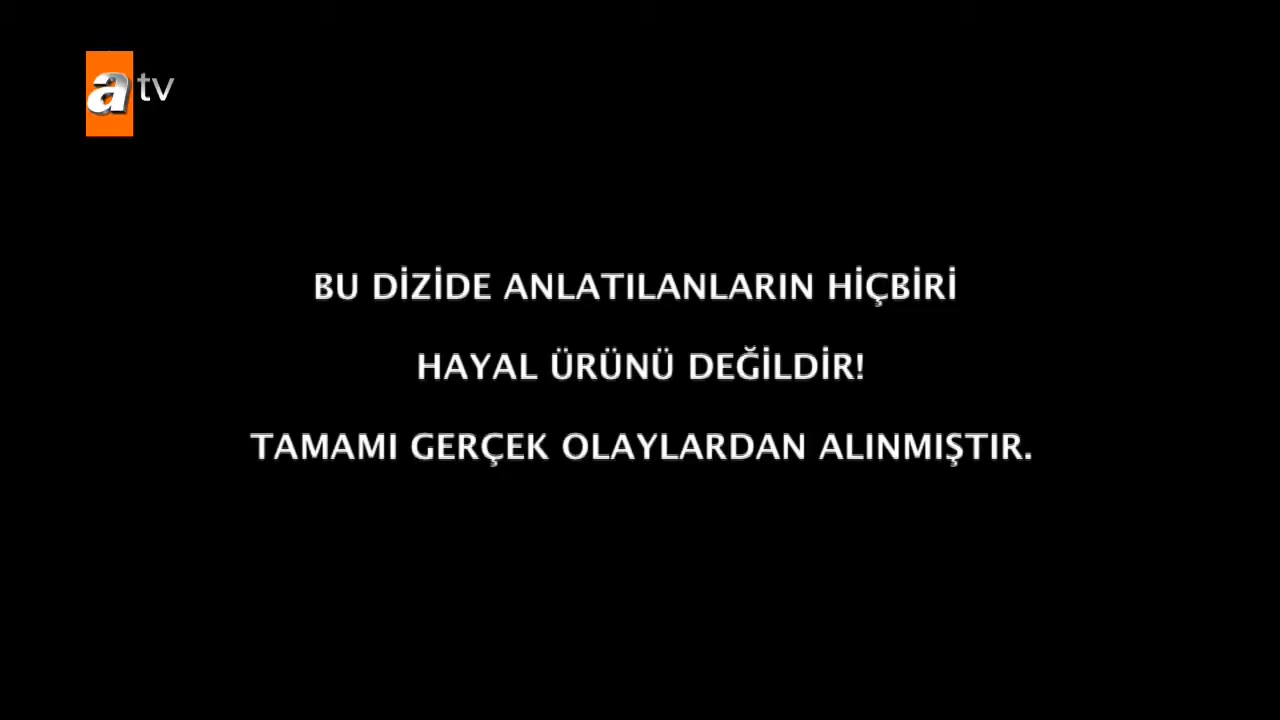 atv
BU DİZİDE ANLATILANLARIN HİÇBİRİ
HAYAL ÜRÜNÜ DEĞİLDİR!
TAMAMI GERÇEK OLAYLARDAN ALINMIŞTIR.